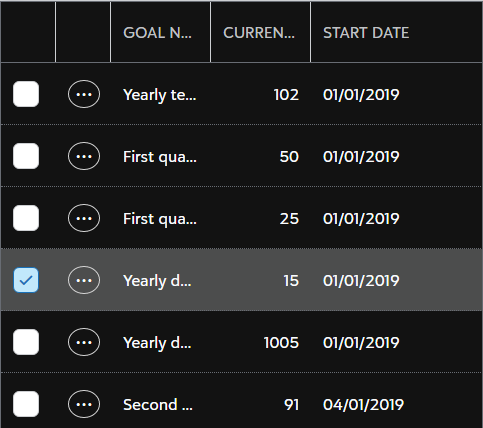 GOAL N... CURREN... START DATE
Yearly te... 102 01/01/2019
First qua... 50 01/01/2019
First qua... 25 01/01/2019
Yearly d... 15 01/01/2019
Yearly d... 1005 01/01/2019
Second ... 91 04/01/2019